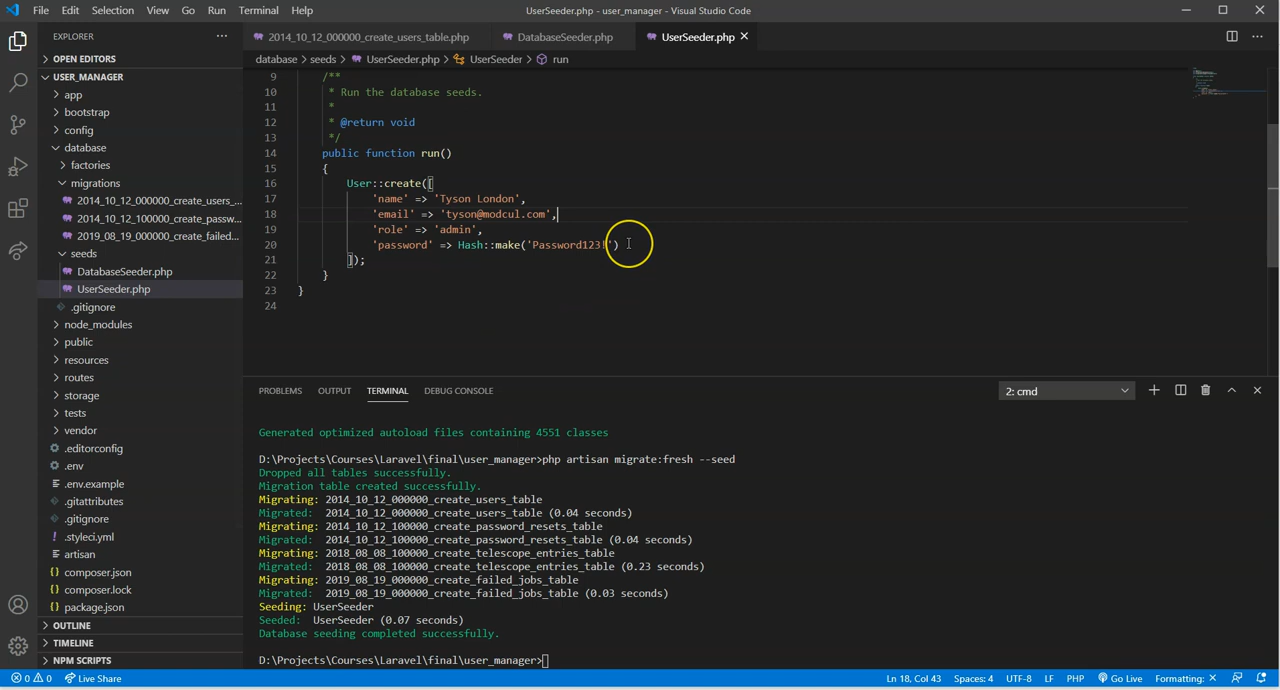 File Edit Selection View Go Run Terminal Help
UserSeeder.php - user_manager - Visual Studio Code
EXPLORER
OPEN EDITORS
USER_MANAGER
app
bootstrap
config
database
factories
migrations
2014_10_12_000000_create_users_...
2014_10_12_100000_create_passw...
2019_08_19_000000_create_failed...
seeds
DatabaseSeeder.php
UserSeeder.php
.gitignore
node_modules
public
resources
routes
storage
tests
vendor
.editorconfig
.env
.env.example
.gitattributes
.gitignore
.styleci.yml
artisan
composer.json
composer.lock
package.json
OUTLINE
TIMELINE
NPM SCRIPTS
2014_10_12_000000_create_users_table.php DatabaseSeeder.php UserSeeder.php
database > seeds > UserSeeder.php > UserSeeder > run
9 /**
10 * Run the database seeds.
11 *
12 * @return void
13 */
14 public function run()
15 {
16 User::create([
17 'name' => 'Tyson London',
18 'email' => 'tyson@modcul.com',
19 'role' => 'admin',
20 'password' => Hash::make('Password123!')
21 ]);
22 }
23 }
24
PROBLEMS OUTPUT TERMINAL DEBUG CONSOLE
2: cmd
Generated optimized autoload files containing 4551 classes
D:\Projects\Courses\Laravel\final\user_manager>php artisan migrate:fresh --seed
Dropped all tables successfully.
Migration table created successfully.
Migrating: 2014_10_12_000000_create_users_table
Migrated: 2014_10_12_000000_create_users_table (0.04 seconds)
Migrating: 2014_10_12_100000_create_password_resets_table
Migrated: 2014_10_12_100000_create_password_resets_table (0.04 seconds)
Migrating: 2018_08_08_100000_create_telescope_entries_table
Migrated: 2018_08_08_100000_create_telescope_entries_table (0.23 seconds)
Migrating: 2019_08_19_000000_create_failed_jobs_table
Migrated: 2019_08_19_000000_create_failed_jobs_table (0.03 seconds)
Seeding: UserSeeder
Seeded: UserSeeder (0.07 seconds)
Database seeding completed successfully.
D:\Projects\Courses\Laravel\final\user_manager>
0 0 Live Share
Ln 18, Col 43 Spaces: 4 UTF-8 LF PHP Go Live Formatting: ×